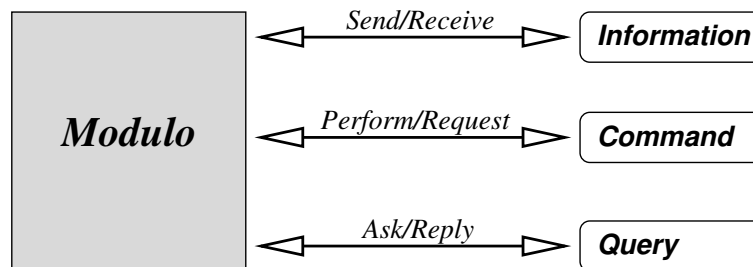 Send/Receive
Information
Modulo
Perform/Request
Command
Ask/Reply
Query